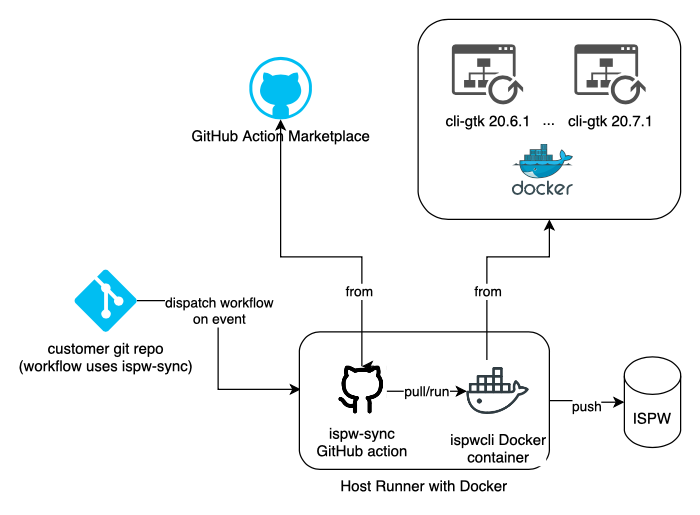 cli-gtk 20.6.1 ... cli-gtk 20.7.1
docker
GitHub Action Marketplace
from
from
dispatch workflow
on event
customer git repo
(workflow uses ispw-sync)
pull/run
push
ISPW
ispw-sync
GitHub action
ispwcli Docker
container
Host Runner with Docker